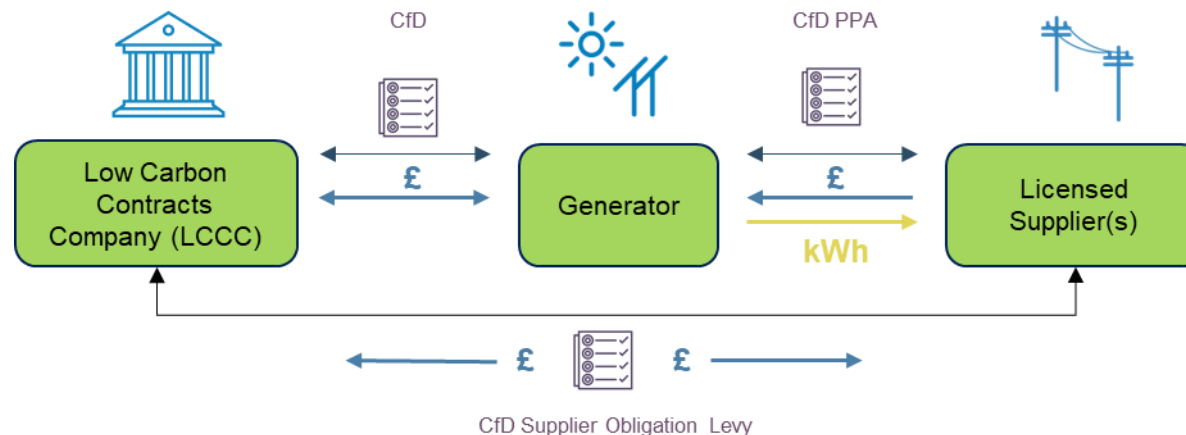 CfD
CfD PPA
Low Carbon
Contracts
Company (LCCC)
£
Generator
£
kWh
Licensed
Supplier(s)
£
£
CfD Supplier Obligation Levy